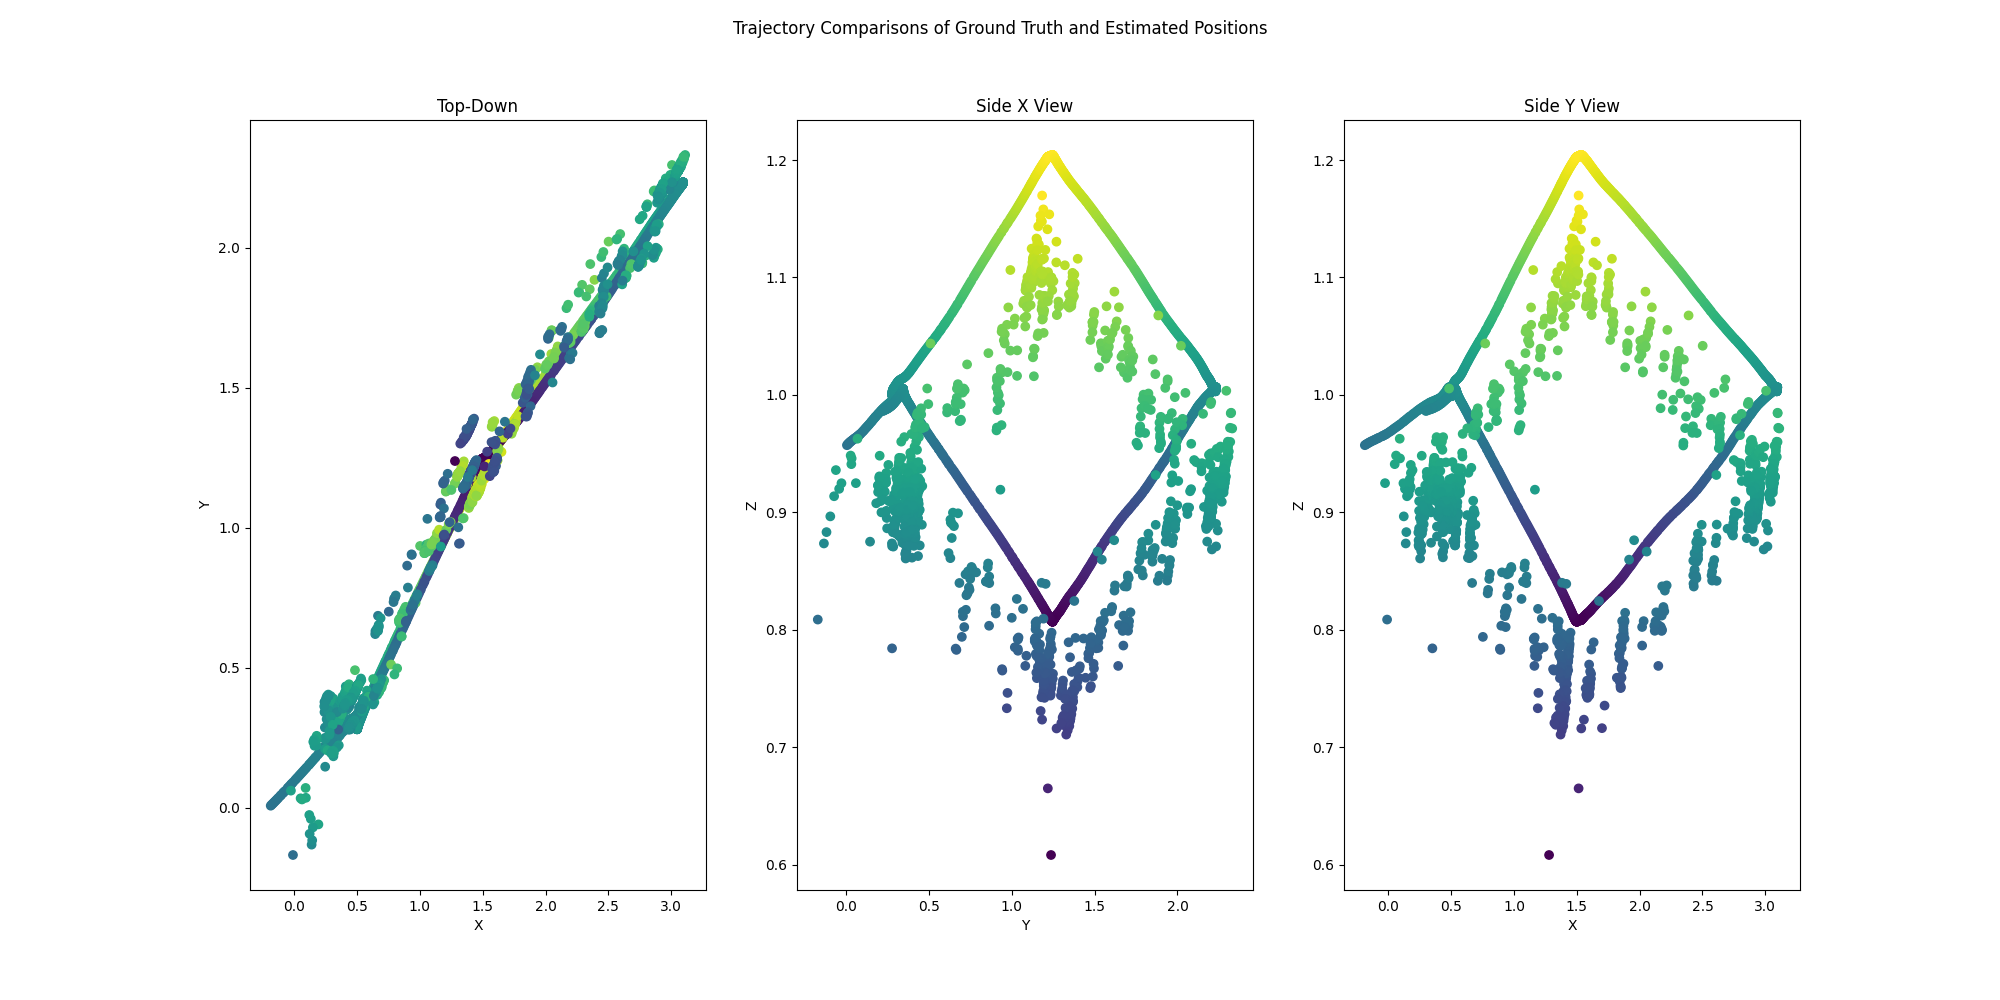 Trajectory Comparisons of Ground Truth and Estimated Positions
Top-Down
Side X View
Side Y View
Y
2.0
1.5
1.0
0.5
0.0
0.0 0.5 1.0 1.5 2.0 2.5 3.0
X
Z
1.2
1.1
1.0
0.9
0.8
0.7
0.6
0.0 0.5 1.0 1.5 2.0
Y
Z
1.2
1.1
1.0
0.9
0.8
0.7
0.6
0.0 0.5 1.0 1.5 2.0 2.5 3.0
X